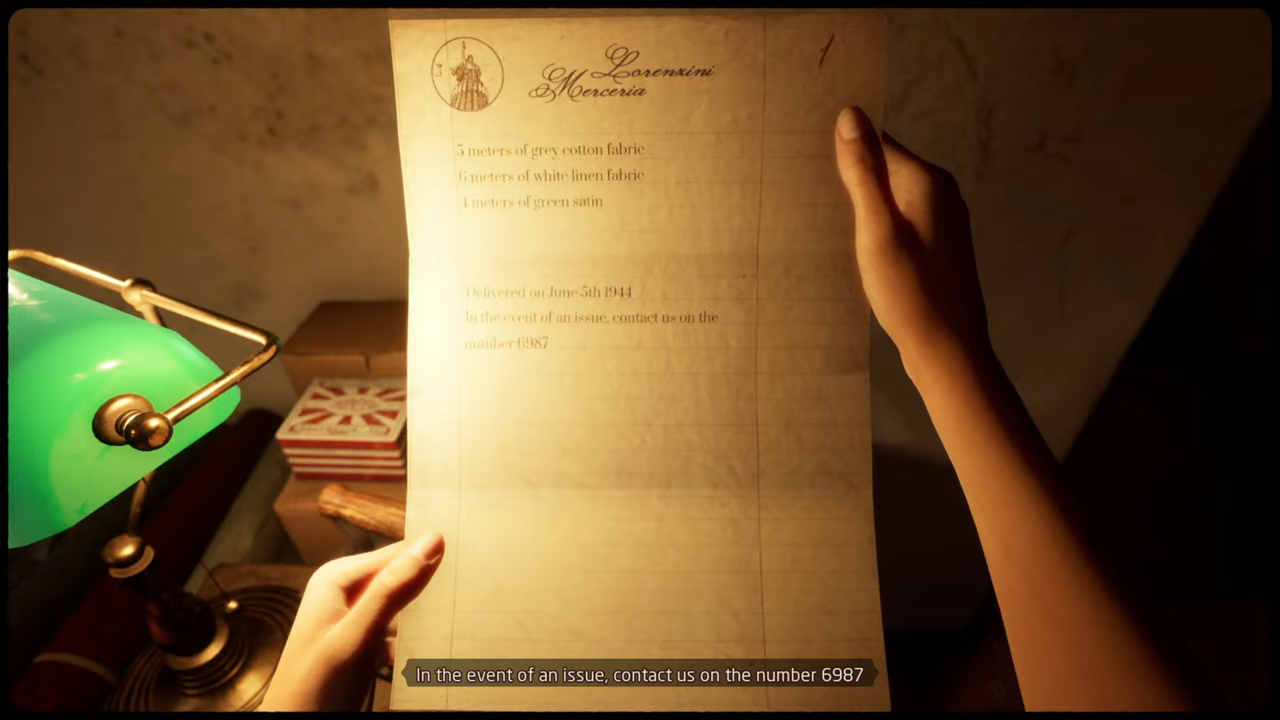 Lorenzini
Merceria
1
5 meters of grey cotton fabric
6 meters of white linen fabric
4 meters of green satin
Delivered on June 5th 1944
In the event of an issue, contact us on the
number 6987
In the event of an issue, contact us on the number 6987